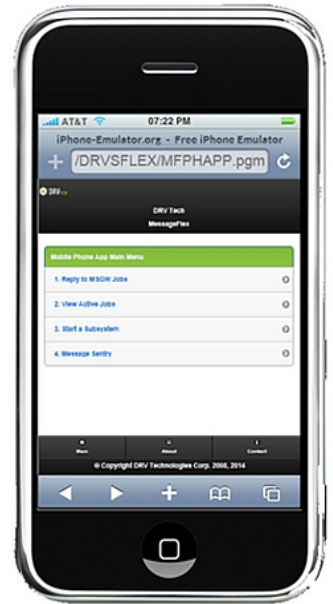 AT&T 07:22 PM
iPhone-Emulator.org - Free iPhone Emulator
/DRVSFLEX/MFPHAPP.pgm
DRV
DRV Tech
MessageFlex
Mobile Phone App Main Menu
1. Reply to MSGW Jobs
2. View Active Jobs
3. Start a Subsystem
4. Message Sentry
Main About Contact
© Copyright DRV Technologies Corp. 2008, 2014